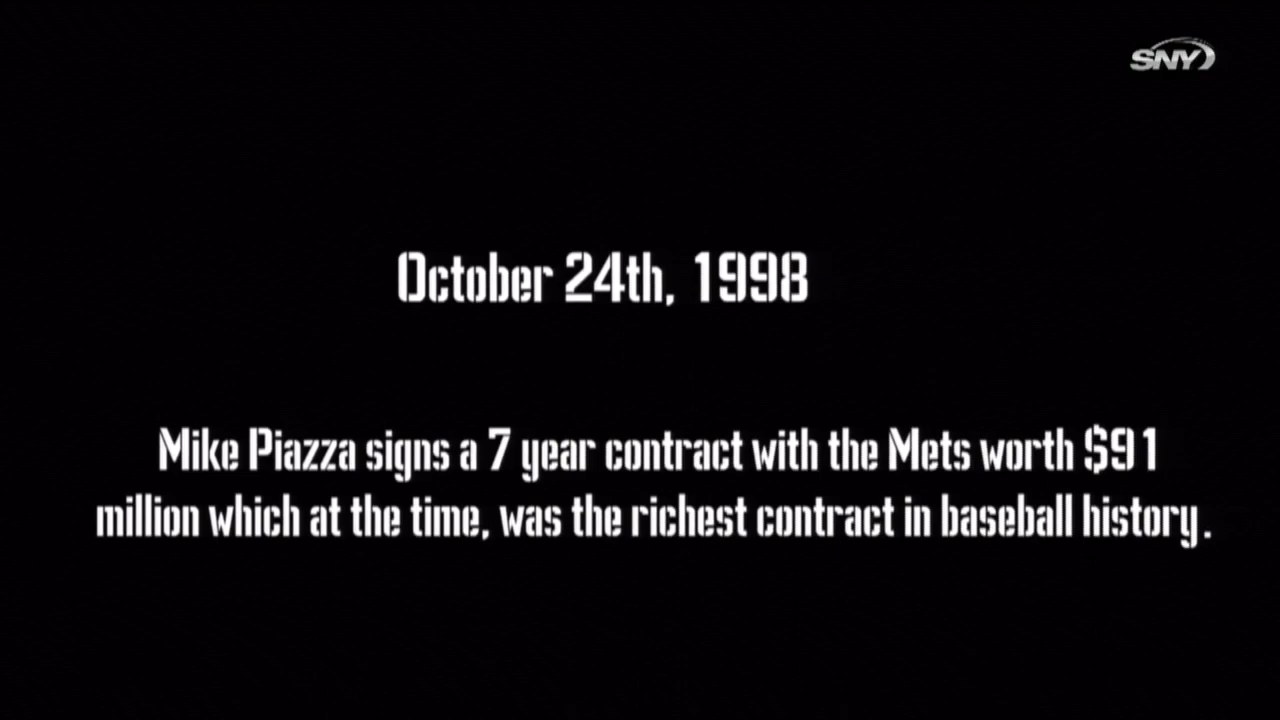 SNY
October 24th, 1998
Mike Piazza signs a 7 year contract with the Mets worth $91
million which at the time, was the richest contract in baseball history.